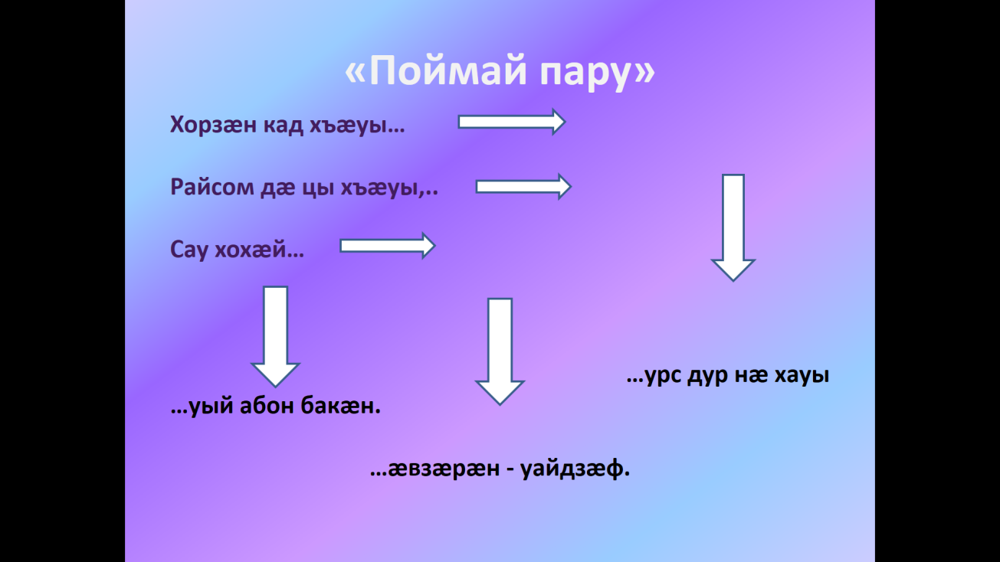 «Поймай пару»
Хорзæн кад хъæуы…
Райсом дæ цы хъæуы,..
Сау хохæй…
…урс дур нæ хауы
…уый абон бакæн.
…æвзæрæн - уайдзæф.